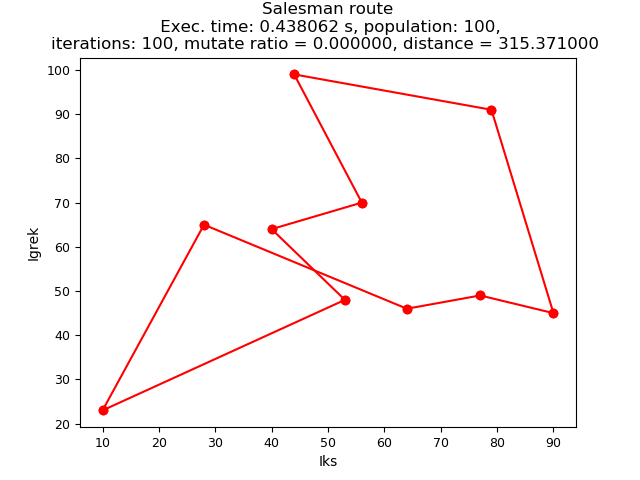 Salesman route
Exec. time: 0.438062 s, population: 100,
iterations: 100, mutate ratio = 0.000000, distance = 315.371000
100
90
80
70
60
50
40
30
20
Igrek
10 20 30 40 50 60 70 80 90
Iks